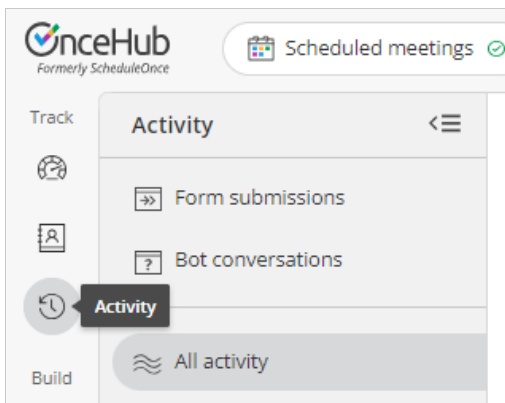 OnceHub
Formerly ScheduleOnce
Scheduled meetings
Track
Activity
Form submissions
?
Bot conversations
Activity
All activity
Build